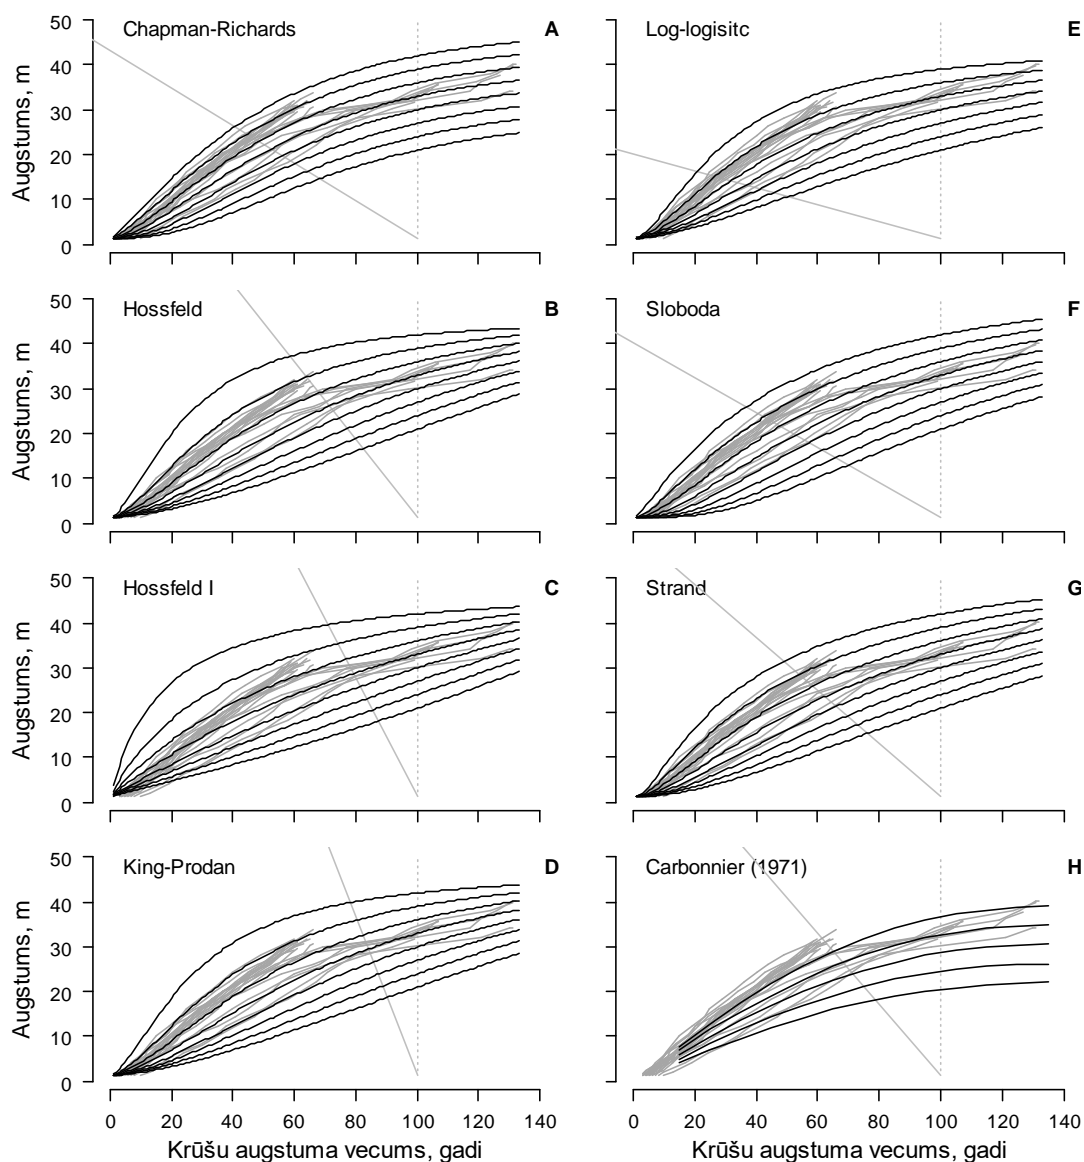 Chapman-Richards
A
Augstums, m
50
40
30
20
10
0
Log-logisitc
E
Hossfeld
B
Augstums, m
50
40
30
20
10
0
Sloboda
F
Hossfeld I
C
Augstums, m
50
40
30
20
10
0
Strand
G
King-Prodan
D
Augstums, m
50
40
30
20
10
0
Carbonnier (1971)
H
0 20 40 60 80 100 120 140
0 20 40 60 80 100 120 140
Krūšu augstuma vecums, gadi
Krūšu augstuma vecums, gadi